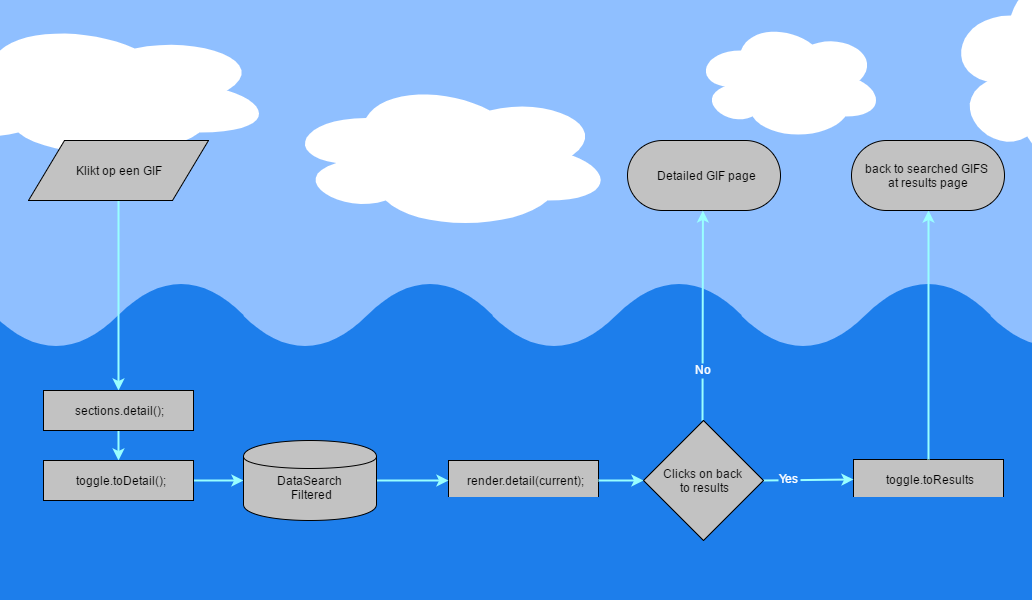 Klikt op een GIF
Detailed GIF page
back to searched GIFS
at results page
No
sections.detail();
toggle.toDetail();
DataSearch
Filtered
render.detail(current);
Clicks on back
to results
Yes
toggle.toResults